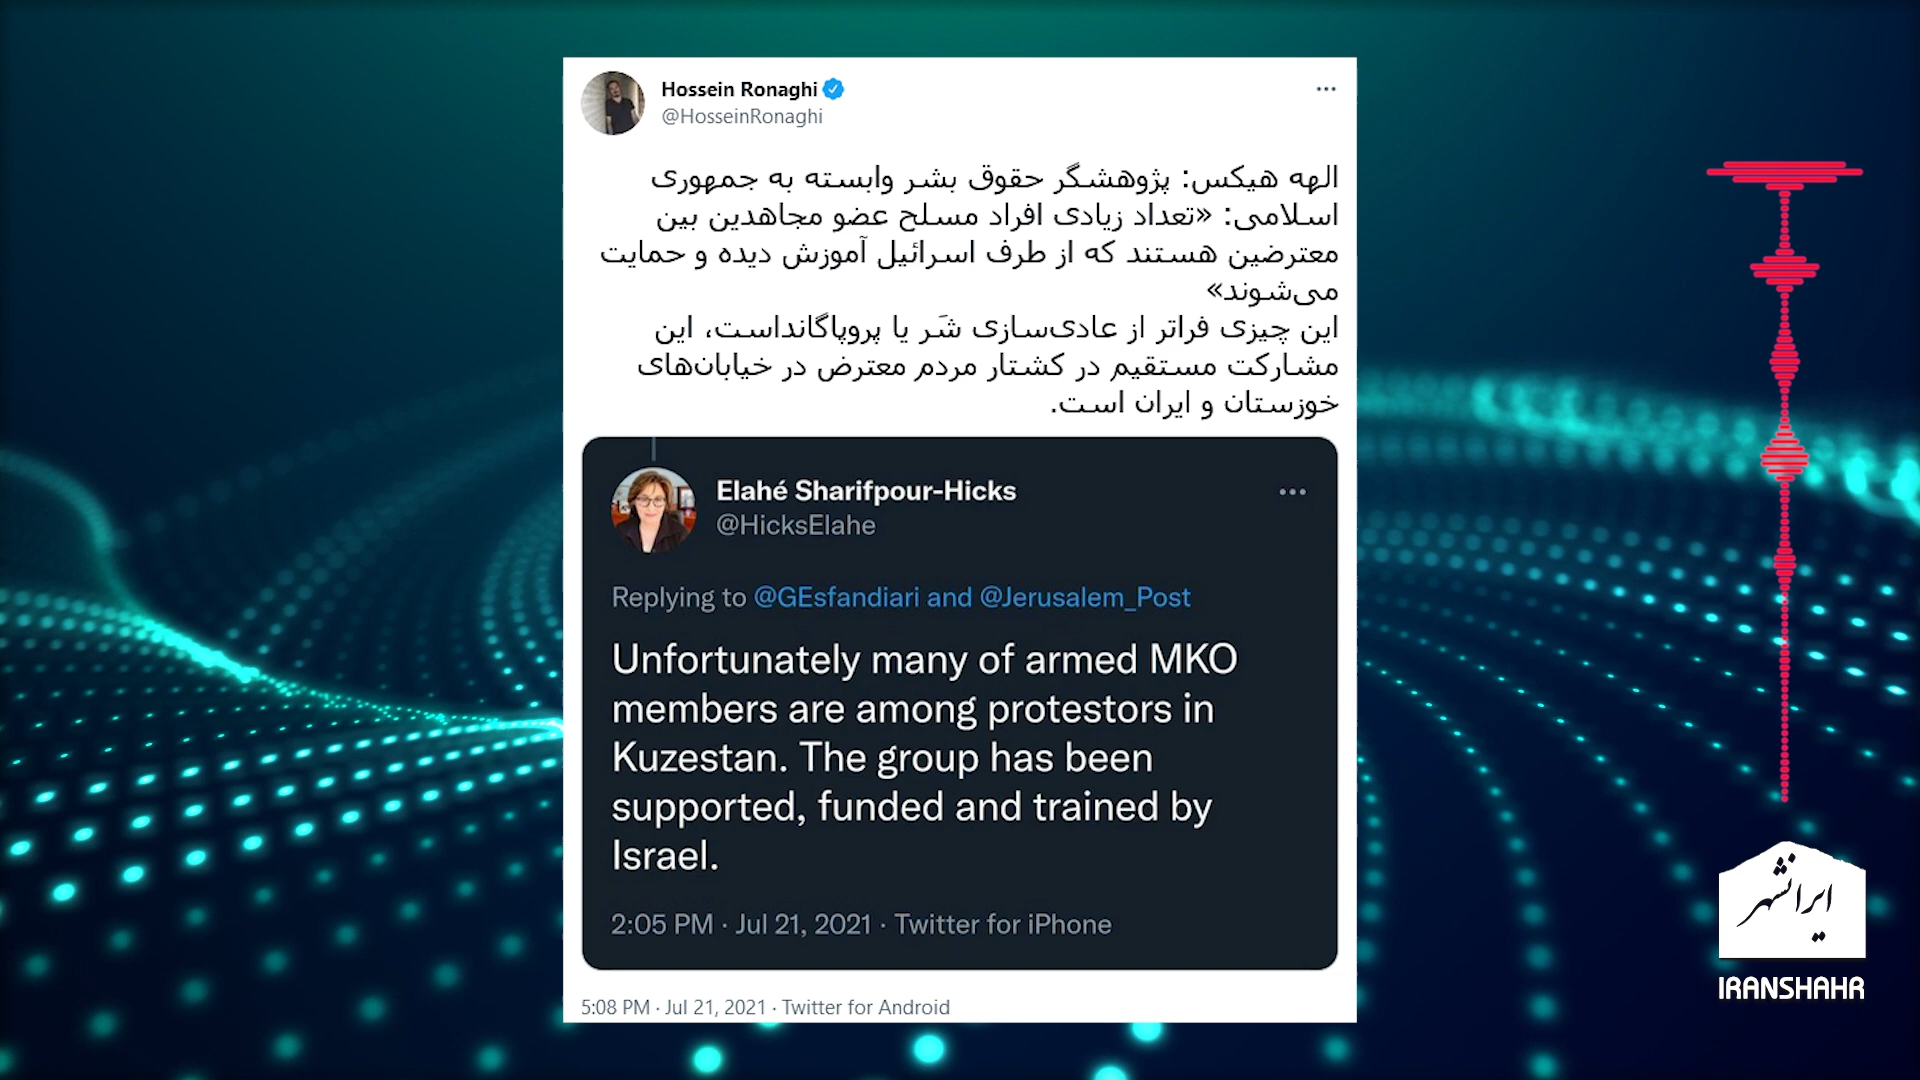 Hossein Ronaghi
@HosseinRonaghi
الهه هیکس: پژوهشگر حقوق بشر وابسته به جمهوری
اسلامی: «تعداد زیادی افراد مسلح عضو مجاهدین بین
معترضین هستند که از طرف اسرائیل آموزش دیده و حمایت
می‌شوند»
این چیزی فراتر از عادی‌سازی شَر یا پروپاگانداست، این
مشارکت مستقیم در کشتار مردم معترض در خیابان‌های
خوزستان و ایران است.
Elahé Sharifpour-Hicks
@HicksElahe
Replying to @GEsfandiari and @Jerusalem_Post
Unfortunately many of armed MKO
members are among protestors in
Kuzestan. The group has been
supported, funded and trained by
Israel.
2:05 PM · Jul 21, 2021 · Twitter for iPhone
5:08 PM · Jul 21, 2021 · Twitter for Android
ایرانشهر
IRANSHAHR